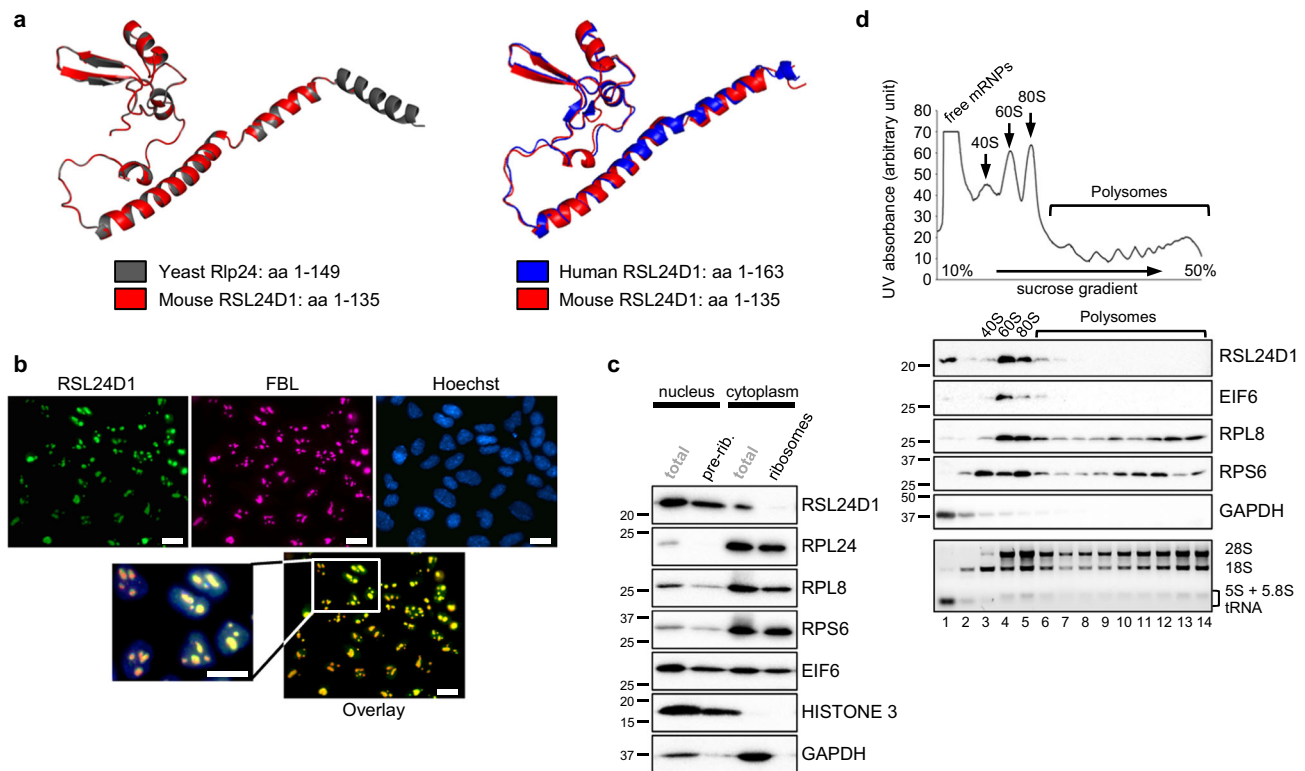 a
Yeast Rlp24: aa 1-149
Mouse RSL24D1: aa 1-135
Human RSL24D1: aa 1-163
Mouse RSL24D1: aa 1-135
b
RSL24D1 FBL Hoechst
Overlay
c
nucleus cytoplasm
total pre-rib. total ribosomes
20 RSL24D1
25 RPL24
25 RPL8
37 RPS6
25
25 EIF6
20 HISTONE 3
15
37 GAPDH
d
UV absorbance (arbitrary unit)
80
70
60
50
40
30
20
10
0
free mRNPs
40S
60S
80S
Polysomes
10% 50%
sucrose gradient
40S 60S 80S Polysomes
20 RSL24D1
25 EIF6
25 RPL8
37 RPS6
25
50 GAPDH
37
28S
18S
5S + 5.8S
tRNA
1 2 3 4 5 6 7 8 9 10 11 12 13 14